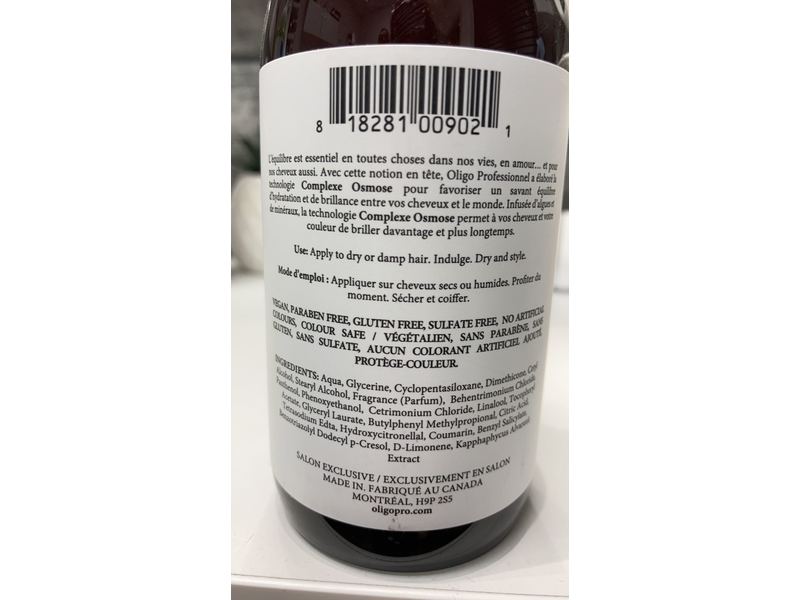 8 18281 00902 1
L'équilibre est essentiel en toutes choses dans nos vies, en amour... et pour
nos cheveux aussi. Avec cette notion en tête, Oligo Professionnel a élaboré la
technologie Complexe Osmose pour favoriser un savant équilibre
d'hydratation et de brillance entre vos cheveux et le monde. Infusée d'algues et
de minéraux, la technologie Complexe Osmose permet à vos cheveux et votre
couleur de briller davantage et plus longtemps.
Use: Apply to dry or damp hair. Indulge. Dry and style.
Mode d'emploi : Appliquer sur cheveux secs ou humides. Profiter du
moment. Sécher et coiffer.
VEGAN, PARABEN FREE, GLUTEN FREE, SULFATE FREE, NO ARTIFICIAL
COLOURS, COLOUR SAFE / VÉGÉTALIEN, SANS PARABÈNE, SANS
GLUTEN, SANS SULFATE, AUCUN COLORANT ARTIFICIEL AJOUTÉ,
PROTÈGE-COULEUR.
INGREDIENTS: Aqua, Glycerine, Cyclopentasiloxane, Dimethicone, Cetyl
Alcohol, Stearyl Alcohol, Fragrance (Parfum), Behentrimonium Chloride,
Panthenol, Phenoxyethanol, Cetrimonium Chloride, Linalool, Tocopheryl
Acetate, Glyceryl Laurate, Butylphenyl Methylpropional, Citric Acid,
Tetrasodium Edta, Hydroxycitronellal, Coumarin, Benzyl Salicylate,
Benzotriazolyl Dodecyl p-Cresol, D-Limonene, Kapphaphycus Alvarezii
Extract
SALON EXCLUSIVE / EXCLUSIVEMENT EN SALON
MADE IN. FABRIQUÉ AU CANADA
MONTRÉAL, H9P 2S5
oligopro.com